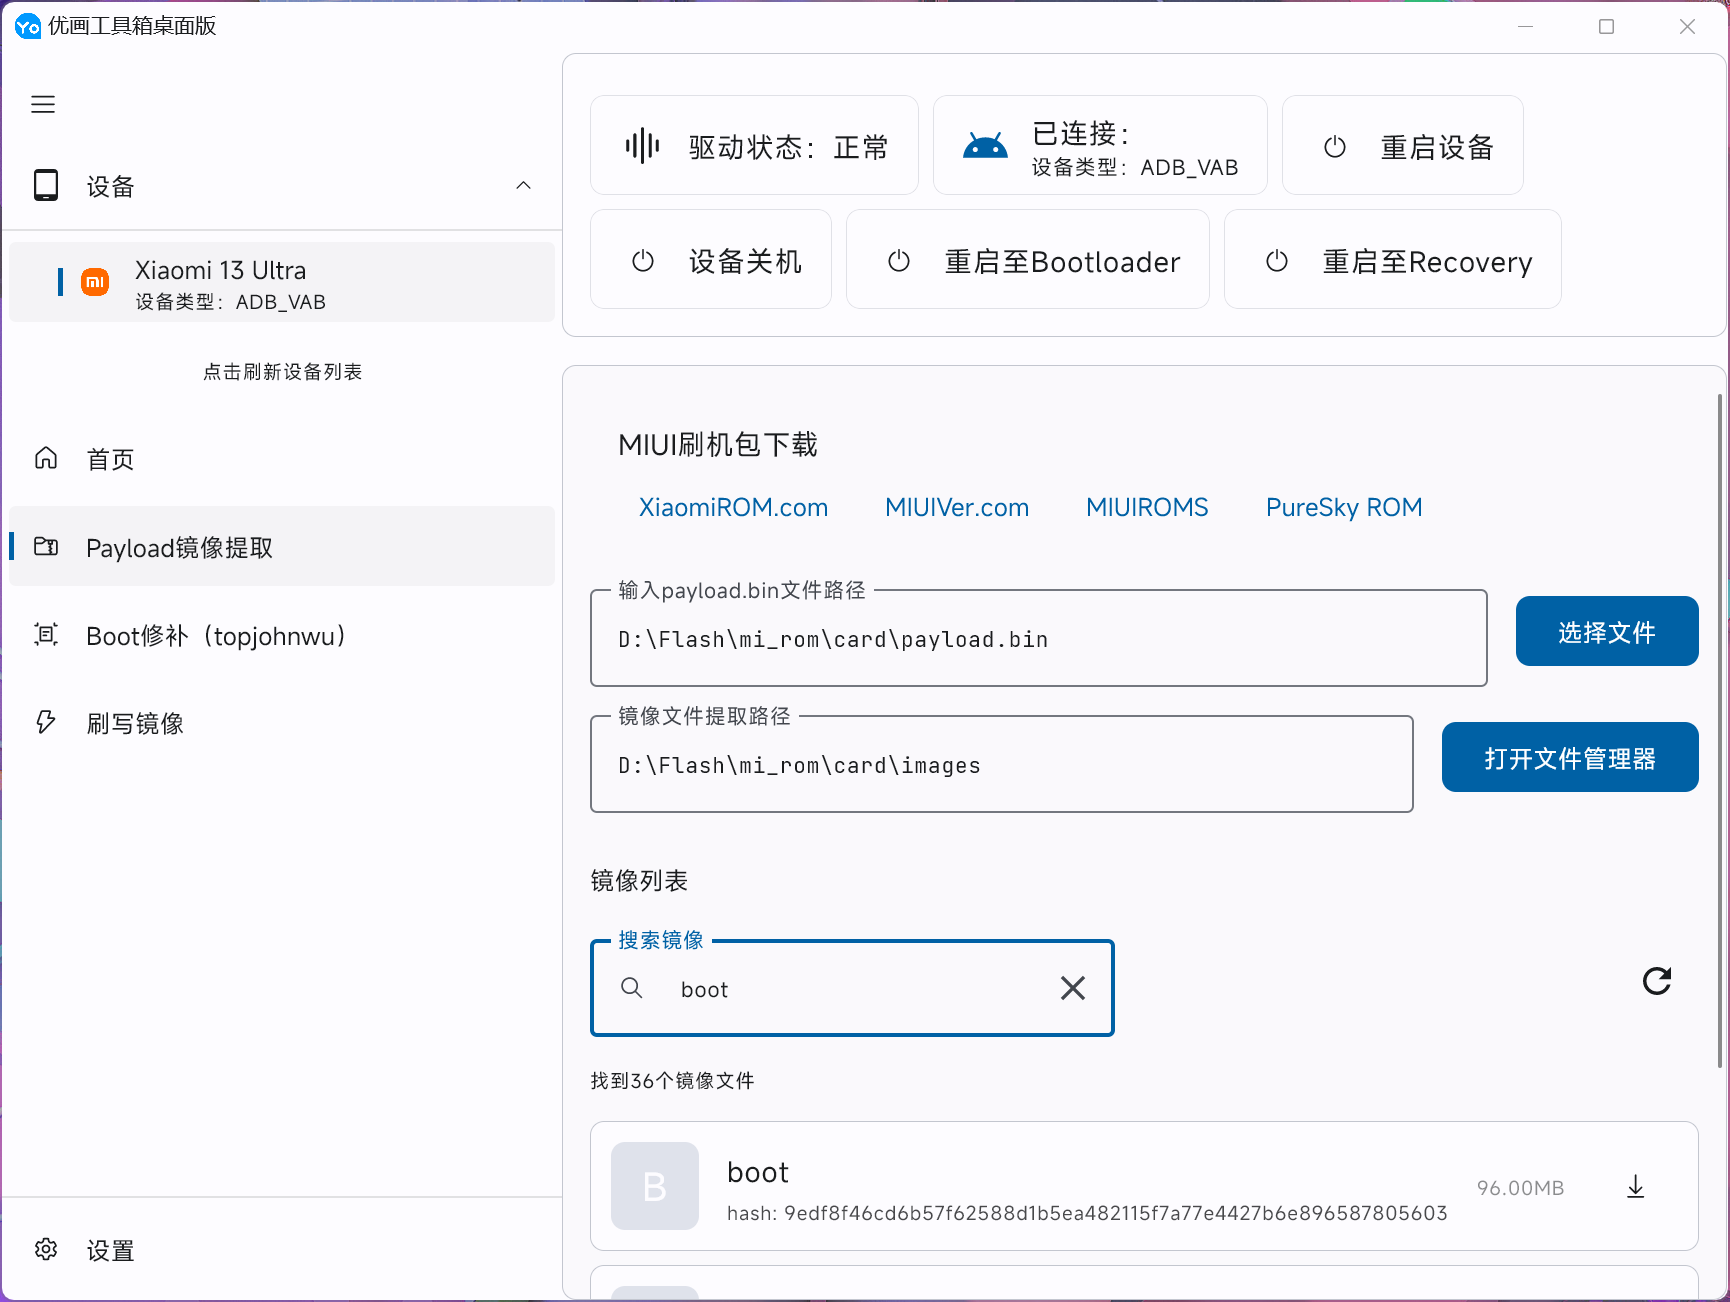 Yo 优画工具箱桌面版
设备
Xiaomi 13 Ultra
设备类型：ADB_VAB
点击刷新设备列表
首页
Payload镜像提取
Boot修补（topjohnwu）
刷写镜像
设置
驱动状态：正常
已连接：
设备类型：ADB_VAB
重启设备
设备关机
重启至Bootloader
重启至Recovery
MIUI刷机包下载
XiaomiROM.com MIUIVer.com MIUIROMS PureSky ROM
输入payload.bin文件路径
D:\Flash\mi_rom\card\payload.bin
选择文件
镜像文件提取路径
D:\Flash\mi_rom\card\images
打开文件管理器
镜像列表
搜索镜像
boot
找到36个镜像文件
B
boot
hash: 9edf8f46cd6b57f62588d1b5ea482115f7a77e4427b6e896587805603
96.00MB